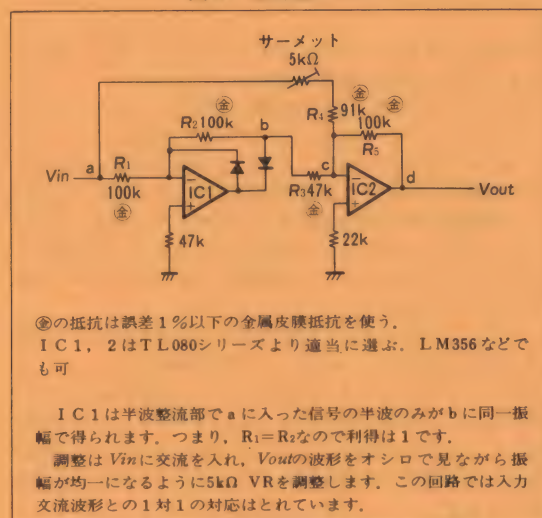 サーメット
5kΩ
金
91k
金
R₄
金
R₂ 100k
b
100k
R₅
a
R₁
c
d
Vin
IC1
R₃47k
IC2
Vout
100k
金
金
47k
22k
㊎の抵抗は誤差1%以下の金属皮膜抵抗を使う.
IC1, 2はTL080シリーズより適当に選ぶ. LM356などで
も可
IC1は半波整流部でaに入った信号の半波のみがbに同一振
幅で得られます. つまり, R₁=R₂なので利得は1です.
調整はVinに交流を入れ, Voutの波形をオシロで見ながら振
幅が均一になるように5kΩ VRを調整します. この回路では入力
交流波形との1対1の対応はとれています.